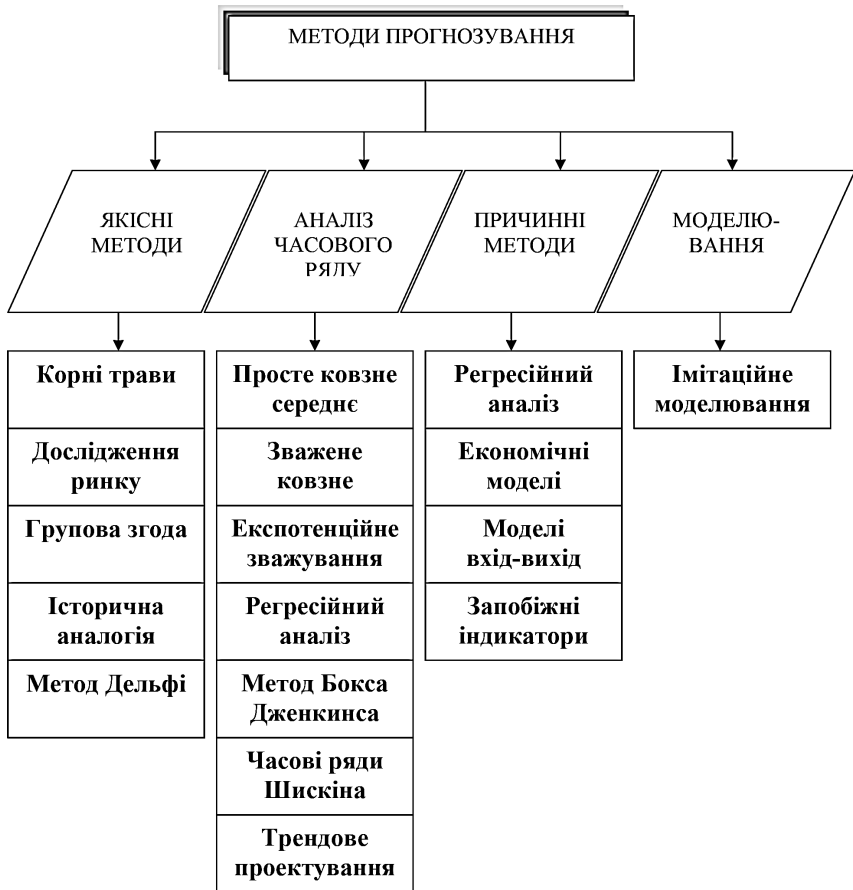 МЕТОДИ ПРОГНОЗУВАННЯ
ЯКІСНІ
МЕТОДИ
АНАЛІЗ
ЧАСОВОГО
РЯДУ
ПРИЧИННІ
МЕТОДИ
МОДЕЛЮ-
ВАННЯ
Корні трави
Дослідження
ринку
Групова згода
Історична
аналогія
Метод Дельфі
Просте ковзне
середнє
Зважене
ковзне
Експотенційне
зважування
Регресійний
аналіз
Метод Бокса
Дженкинса
Часові ряди
Шискіна
Трендове
проектування
Регресійний
аналіз
Економічні
моделі
Моделі
вхід-вихід
Запобіжні
індикатори
Імітаційне
моделювання